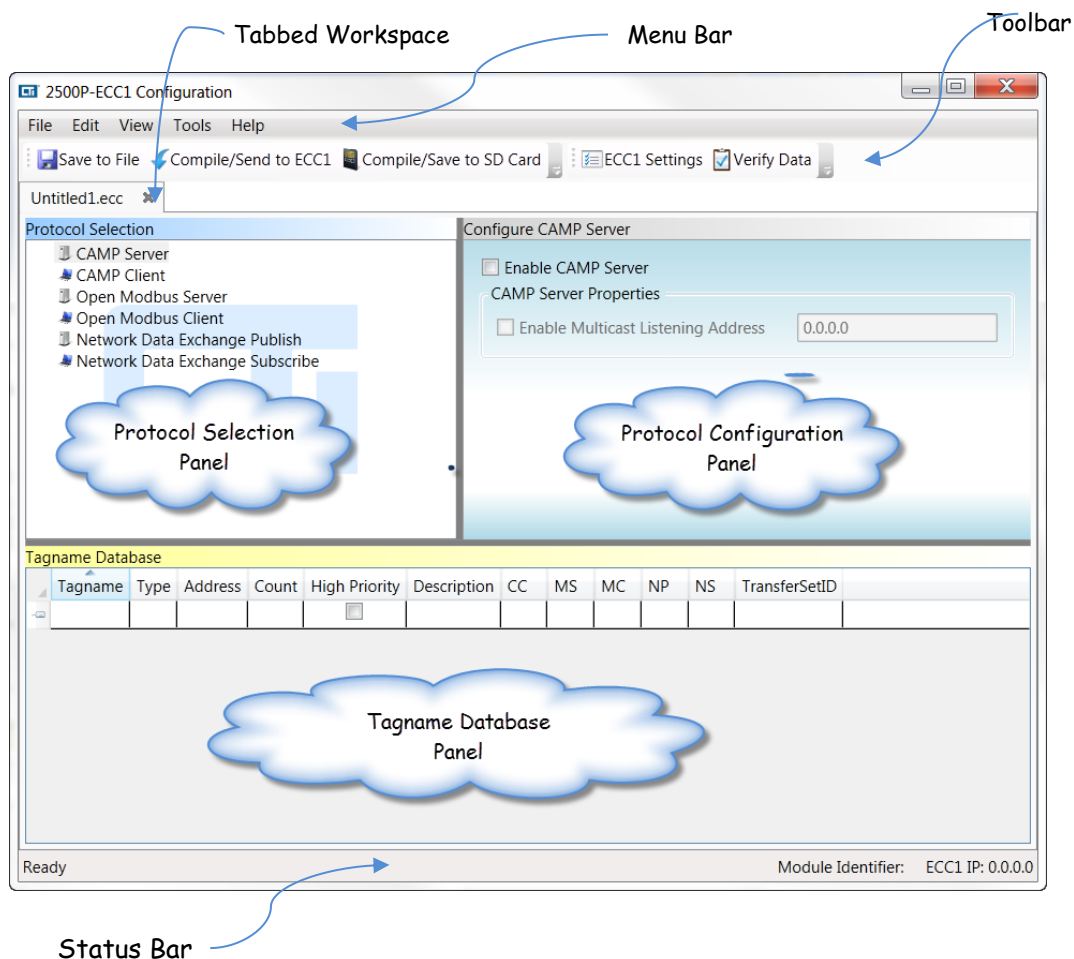 Tabbed Workspace
Menu Bar
Toolbar
CTI 2500P-ECC1 Configuration
File Edit View Tools Help
Save to File Compile/Send to ECC1 Compile/Save to SD Card ECC1 Settings Verify Data
Untitled1.ecc
Protocol Selection
CAMP Server
CAMP Client
Open Modbus Server
Open Modbus Client
Network Data Exchange Publish
Network Data Exchange Subscribe
Protocol Selection
Panel
Configure CAMP Server
Enable CAMP Server
CAMP Server Properties
Enable Multicast Listening Address 0.0.0.0
Protocol Configuration
Panel
Tagname Database
Tagname Type Address Count High Priority Description CC MS MC NP NS TransferSetID
Tagname Database
Panel
Ready Module Identifier: ECC1 IP: 0.0.0.0
Status Bar